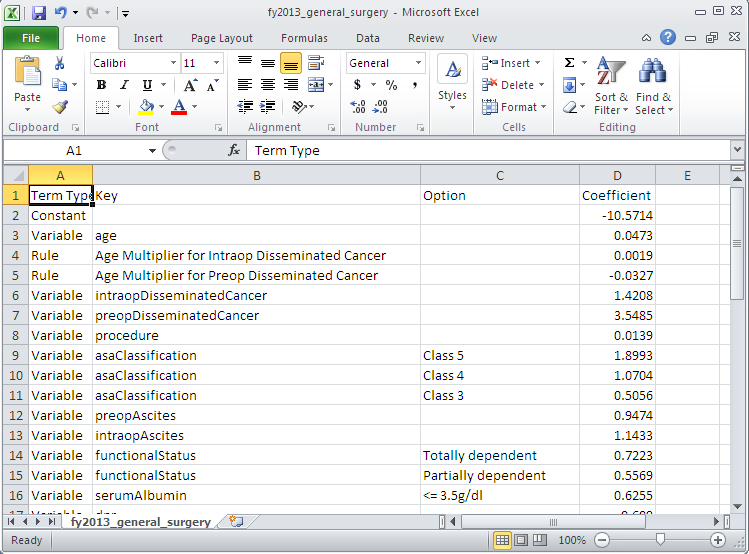 fy2013_general_surgery - Microsoft Excel
File Home Insert Page Layout Formulas Data Review View
Paste
Clipboard
Calibri 11
B I U A A
A
Font
Alignment
General
$ % ,
Number
Styles
Insert
Delete
Format
Cells
Σ
Sort & Filter
Find & Select
Editing
A1 fx Term Type
A B C D E
1 Term Type Key Option Coefficient
2 Constant -10.5714
3 Variable age 0.0473
4 Rule Age Multiplier for Intraop Disseminated Cancer 0.0019
5 Rule Age Multiplier for Preop Disseminated Cancer -0.0327
6 Variable intraopDisseminatedCancer 1.4208
7 Variable preopDisseminatedCancer 3.5485
8 Variable procedure 0.0139
9 Variable asaClassification Class 5 1.8993
10 Variable asaClassification Class 4 1.0704
11 Variable asaClassification Class 3 0.5056
12 Variable preopAscites 0.9474
13 Variable intraopAscites 1.1433
14 Variable functionalStatus Totally dependent 0.7223
15 Variable functionalStatus Partially dependent 0.5569
16 Variable serumAlbumin <= 3.5g/dl 0.6255
fy2013_general_surgery
Ready 100%